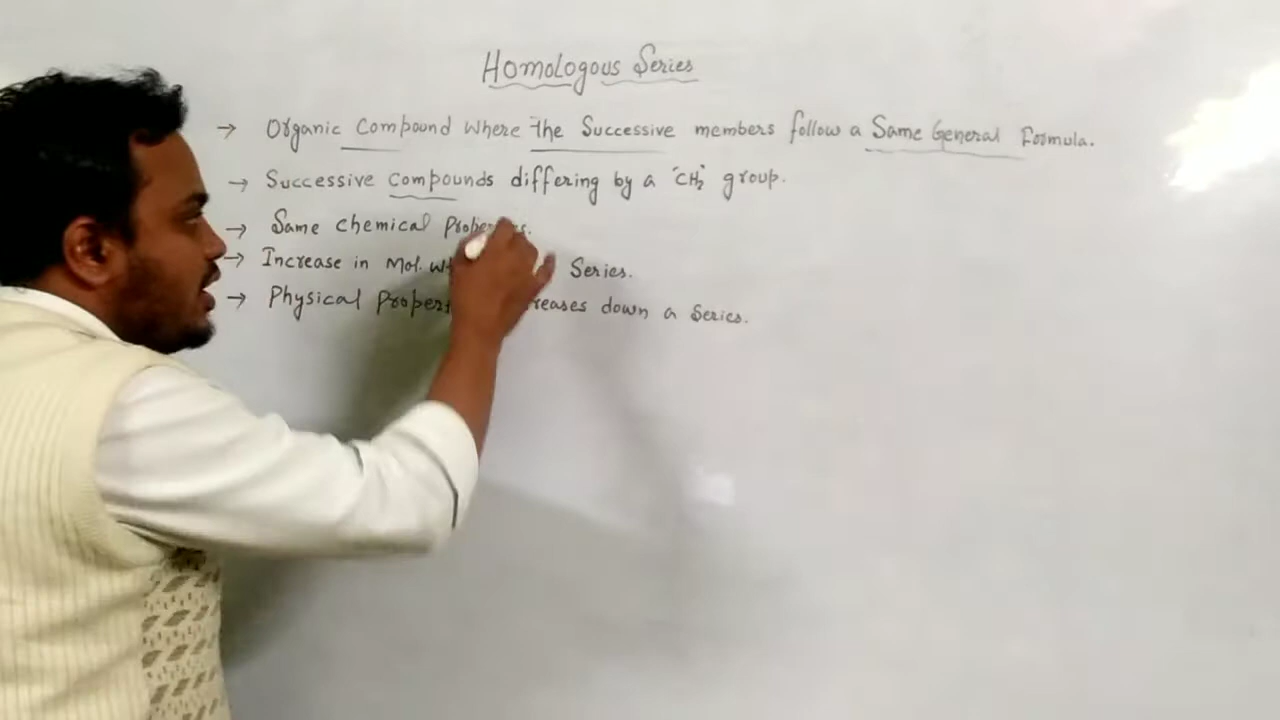 Homologous Series
→ Organic Compound where the Successive members follow a Same General Formula.
→ Successive Compounds differing by a "CH₂" group.
→ Same chemical
→ Increase in Mol. Series.
→ Physical down a Series.